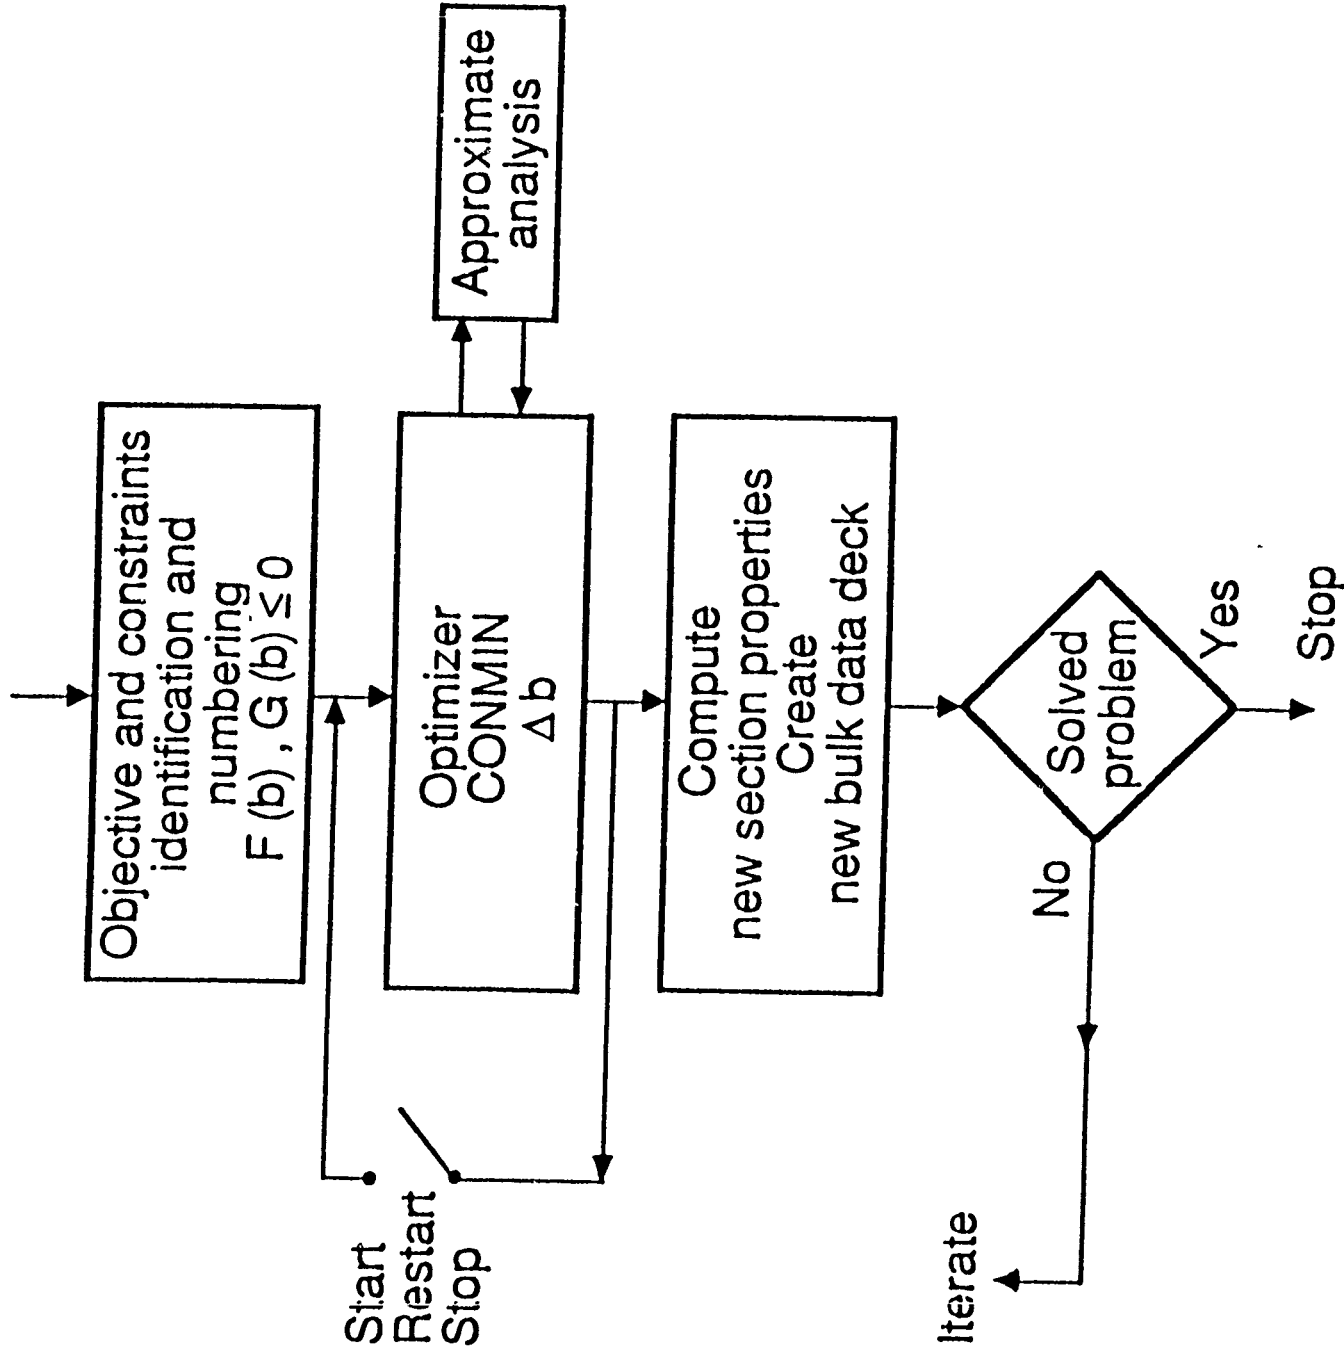 Objective and constraints
identification and
numbering
F (b) , G (b) ≤ 0
Start
Restart
Stop
Optimizer
CONMIN
Δ b
Approximate
analysis
Compute
new section properties
Create
new bulk data deck
Solved
problem
No
Yes
Iterate
Stop